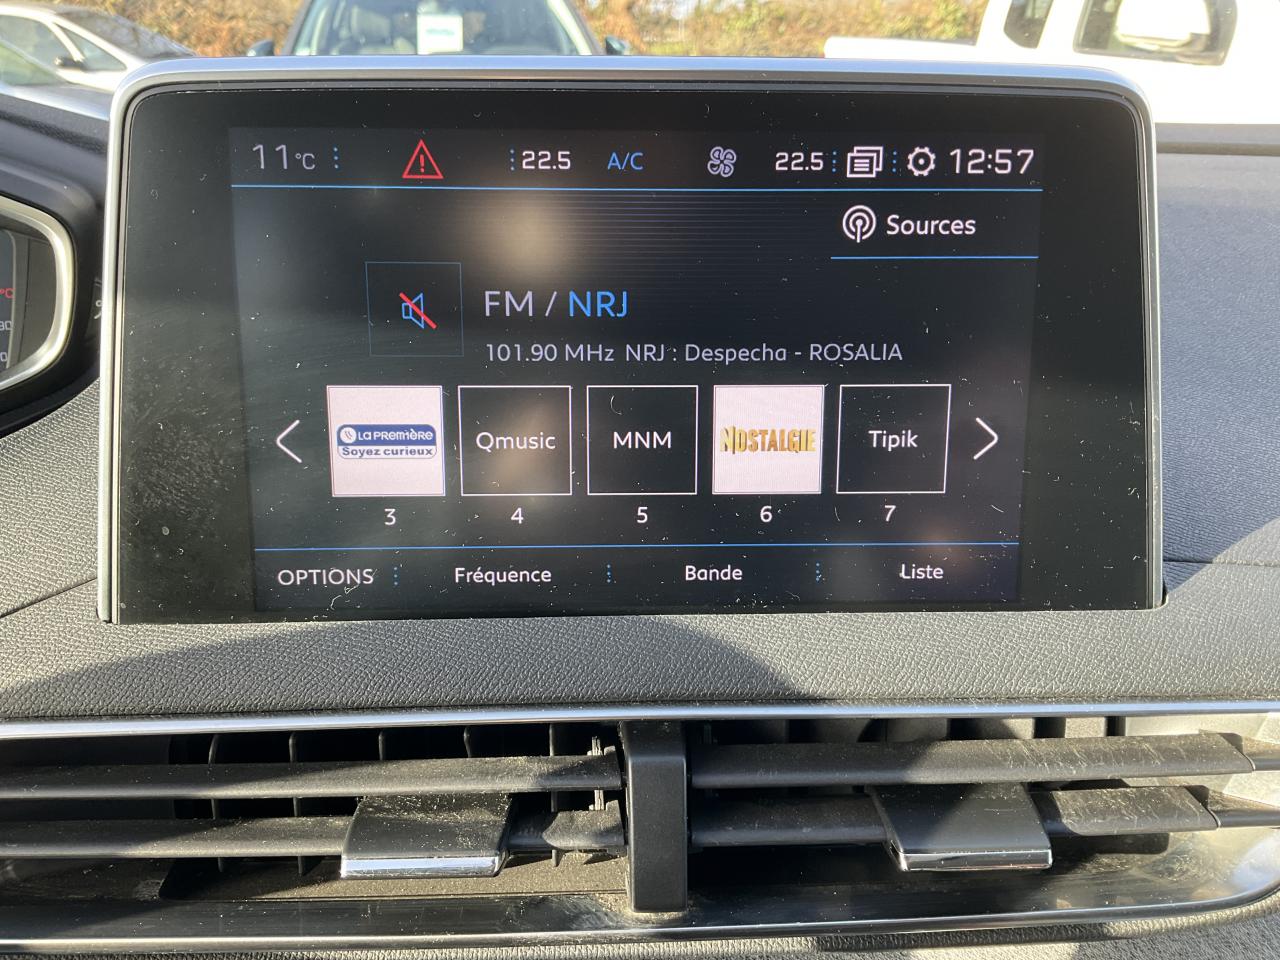 11°C 22.5 A/C 22.5 12:57
Sources
FM / NRJ
101.90 MHz NRJ : Despecha - ROSALIA
LA PREMIÈRE
Soyez curieux
Qmusic
MNM
NOSTALGIE
Tipik
3 4 5 6 7
OPTIONS Fréquence Bande Liste
°C